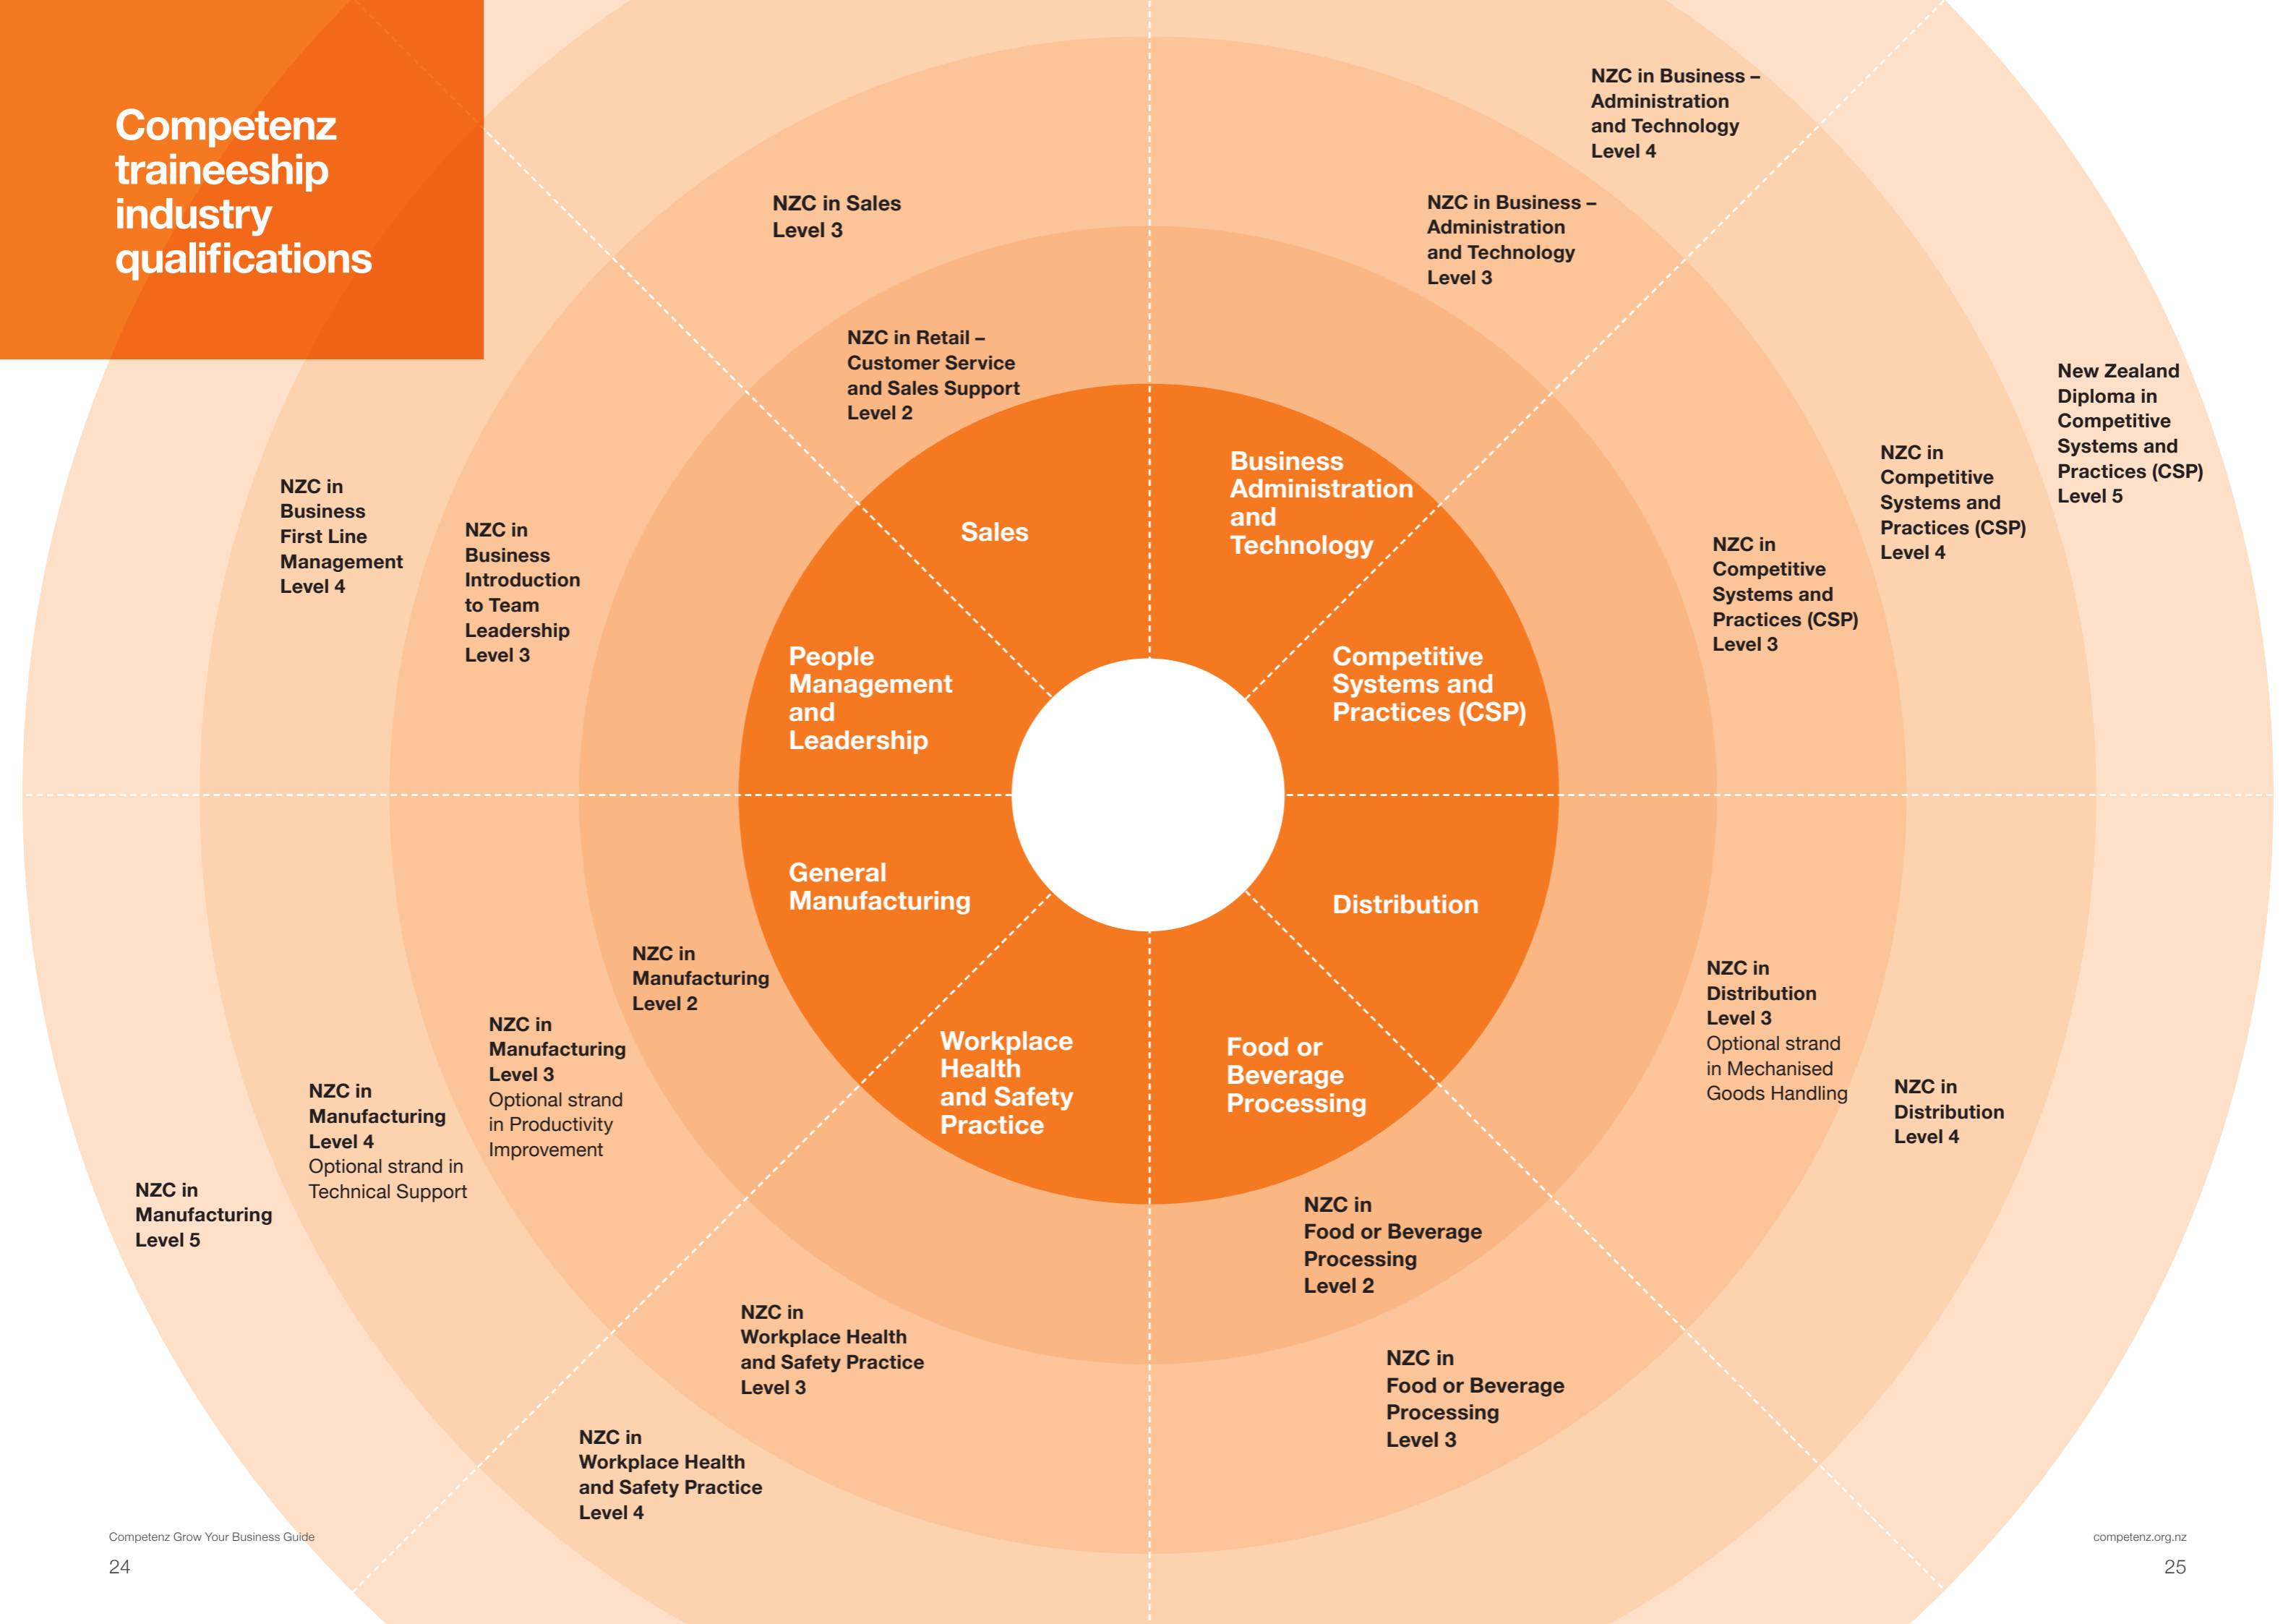 Competenz
traineeship
industry
qualifications
NZC in Sales
Level 3
NZC in Retail –
Customer Service
and Sales Support
Level 2
Sales
NZC in Business –
Administration
and Technology
Level 4
NZC in Business –
Administration
and Technology
Level 3
Business
Administration
and
Technology
New Zealand
Diploma in
Competitive
Systems and
Practices (CSP)
Level 5
NZC in
Competitive
Systems and
Practices (CSP)
Level 4
NZC in
Competitive
Systems and
Practices (CSP)
Level 3
Competitive
Systems and
Practices (CSP)
NZC in
Business
First Line
Management
Level 4
NZC in
Business
Introduction
to Team
Leadership
Level 3
People
Management
and
Leadership
General
Manufacturing
NZC in
Manufacturing
Level 2
NZC in
Manufacturing
Level 3
Optional strand
in Productivity
Improvement
NZC in
Manufacturing
Level 4
Optional strand in
Technical Support
NZC in
Manufacturing
Level 5
Workplace
Health
and Safety
Practice
NZC in
Workplace Health
and Safety Practice
Level 3
NZC in
Workplace Health
and Safety Practice
Level 4
Food or
Beverage
Processing
NZC in
Food or Beverage
Processing
Level 2
NZC in
Food or Beverage
Processing
Level 3
Distribution
NZC in
Distribution
Level 3
Optional strand
in Mechanised
Goods Handling
NZC in
Distribution
Level 4
Competenz Grow Your Business Guide
24
competenz.org.nz
25